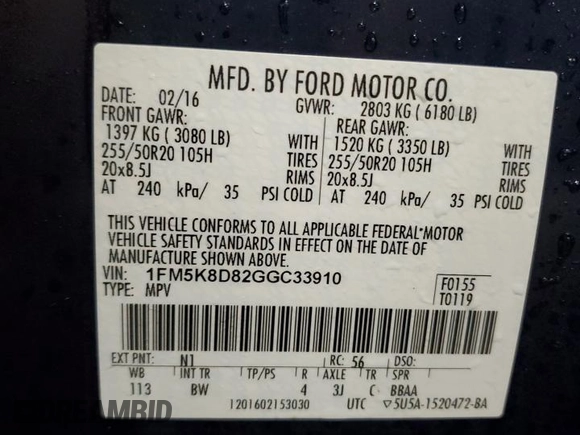 MFD. BY FORD MOTOR CO.
DATE: 02/16 GVWR: 2803 KG ( 6180 LB)
FRONT GAWR: REAR GAWR:
1397 KG ( 3080 LB) WITH 1520 KG ( 3350 LB) WITH
255/50R20 105H TIRES 255/50R20 105H TIRES
20x8.5J RIMS 20x8.5J RIMS
AT 240 kPa/ 35 PSI COLD AT 240 kPa/ 35 PSI COLD
THIS VEHICLE CONFORMS TO ALL APPLICABLE FEDERAL MOTOR
VEHICLE SAFETY STANDARDS IN EFFECT ON THE DATE OF
MANUFACTURE SHOWN ABOVE.
VIN: 1FM5K8D82GGC33910 F0155
TYPE: MPV T0119
EXT PNT: N1 RC: 56 DSO:
WB INT TR TP/PS R AXLE TR SPR
113 BW 4 3J C BBAA
1201602153030 UTC ▽5U5A-1520472-BA